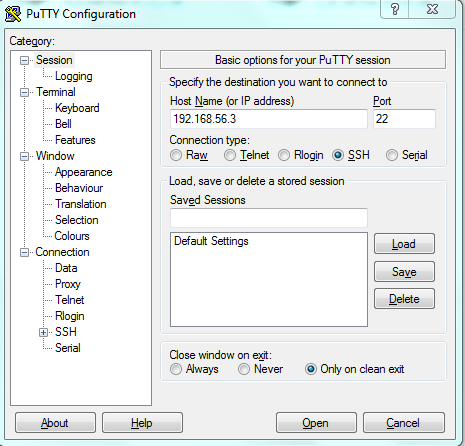 PuTTY Configuration
Category:
Session
Logging
Terminal
Keyboard
Bell
Features
Window
Appearance
Behaviour
Translation
Selection
Colours
Connection
Data
Proxy
Telnet
Rlogin
SSH
Serial
Basic options for your PuTTY session
Specify the destination you want to connect to
Host Name (or IP address) Port
192.168.56.3 22
Connection type:
Raw Telnet Rlogin SSH Serial
Load, save or delete a stored session
Saved Sessions
Default Settings
Load
Save
Delete
Close window on exit:
Always Never Only on clean exit
About Help Open Cancel